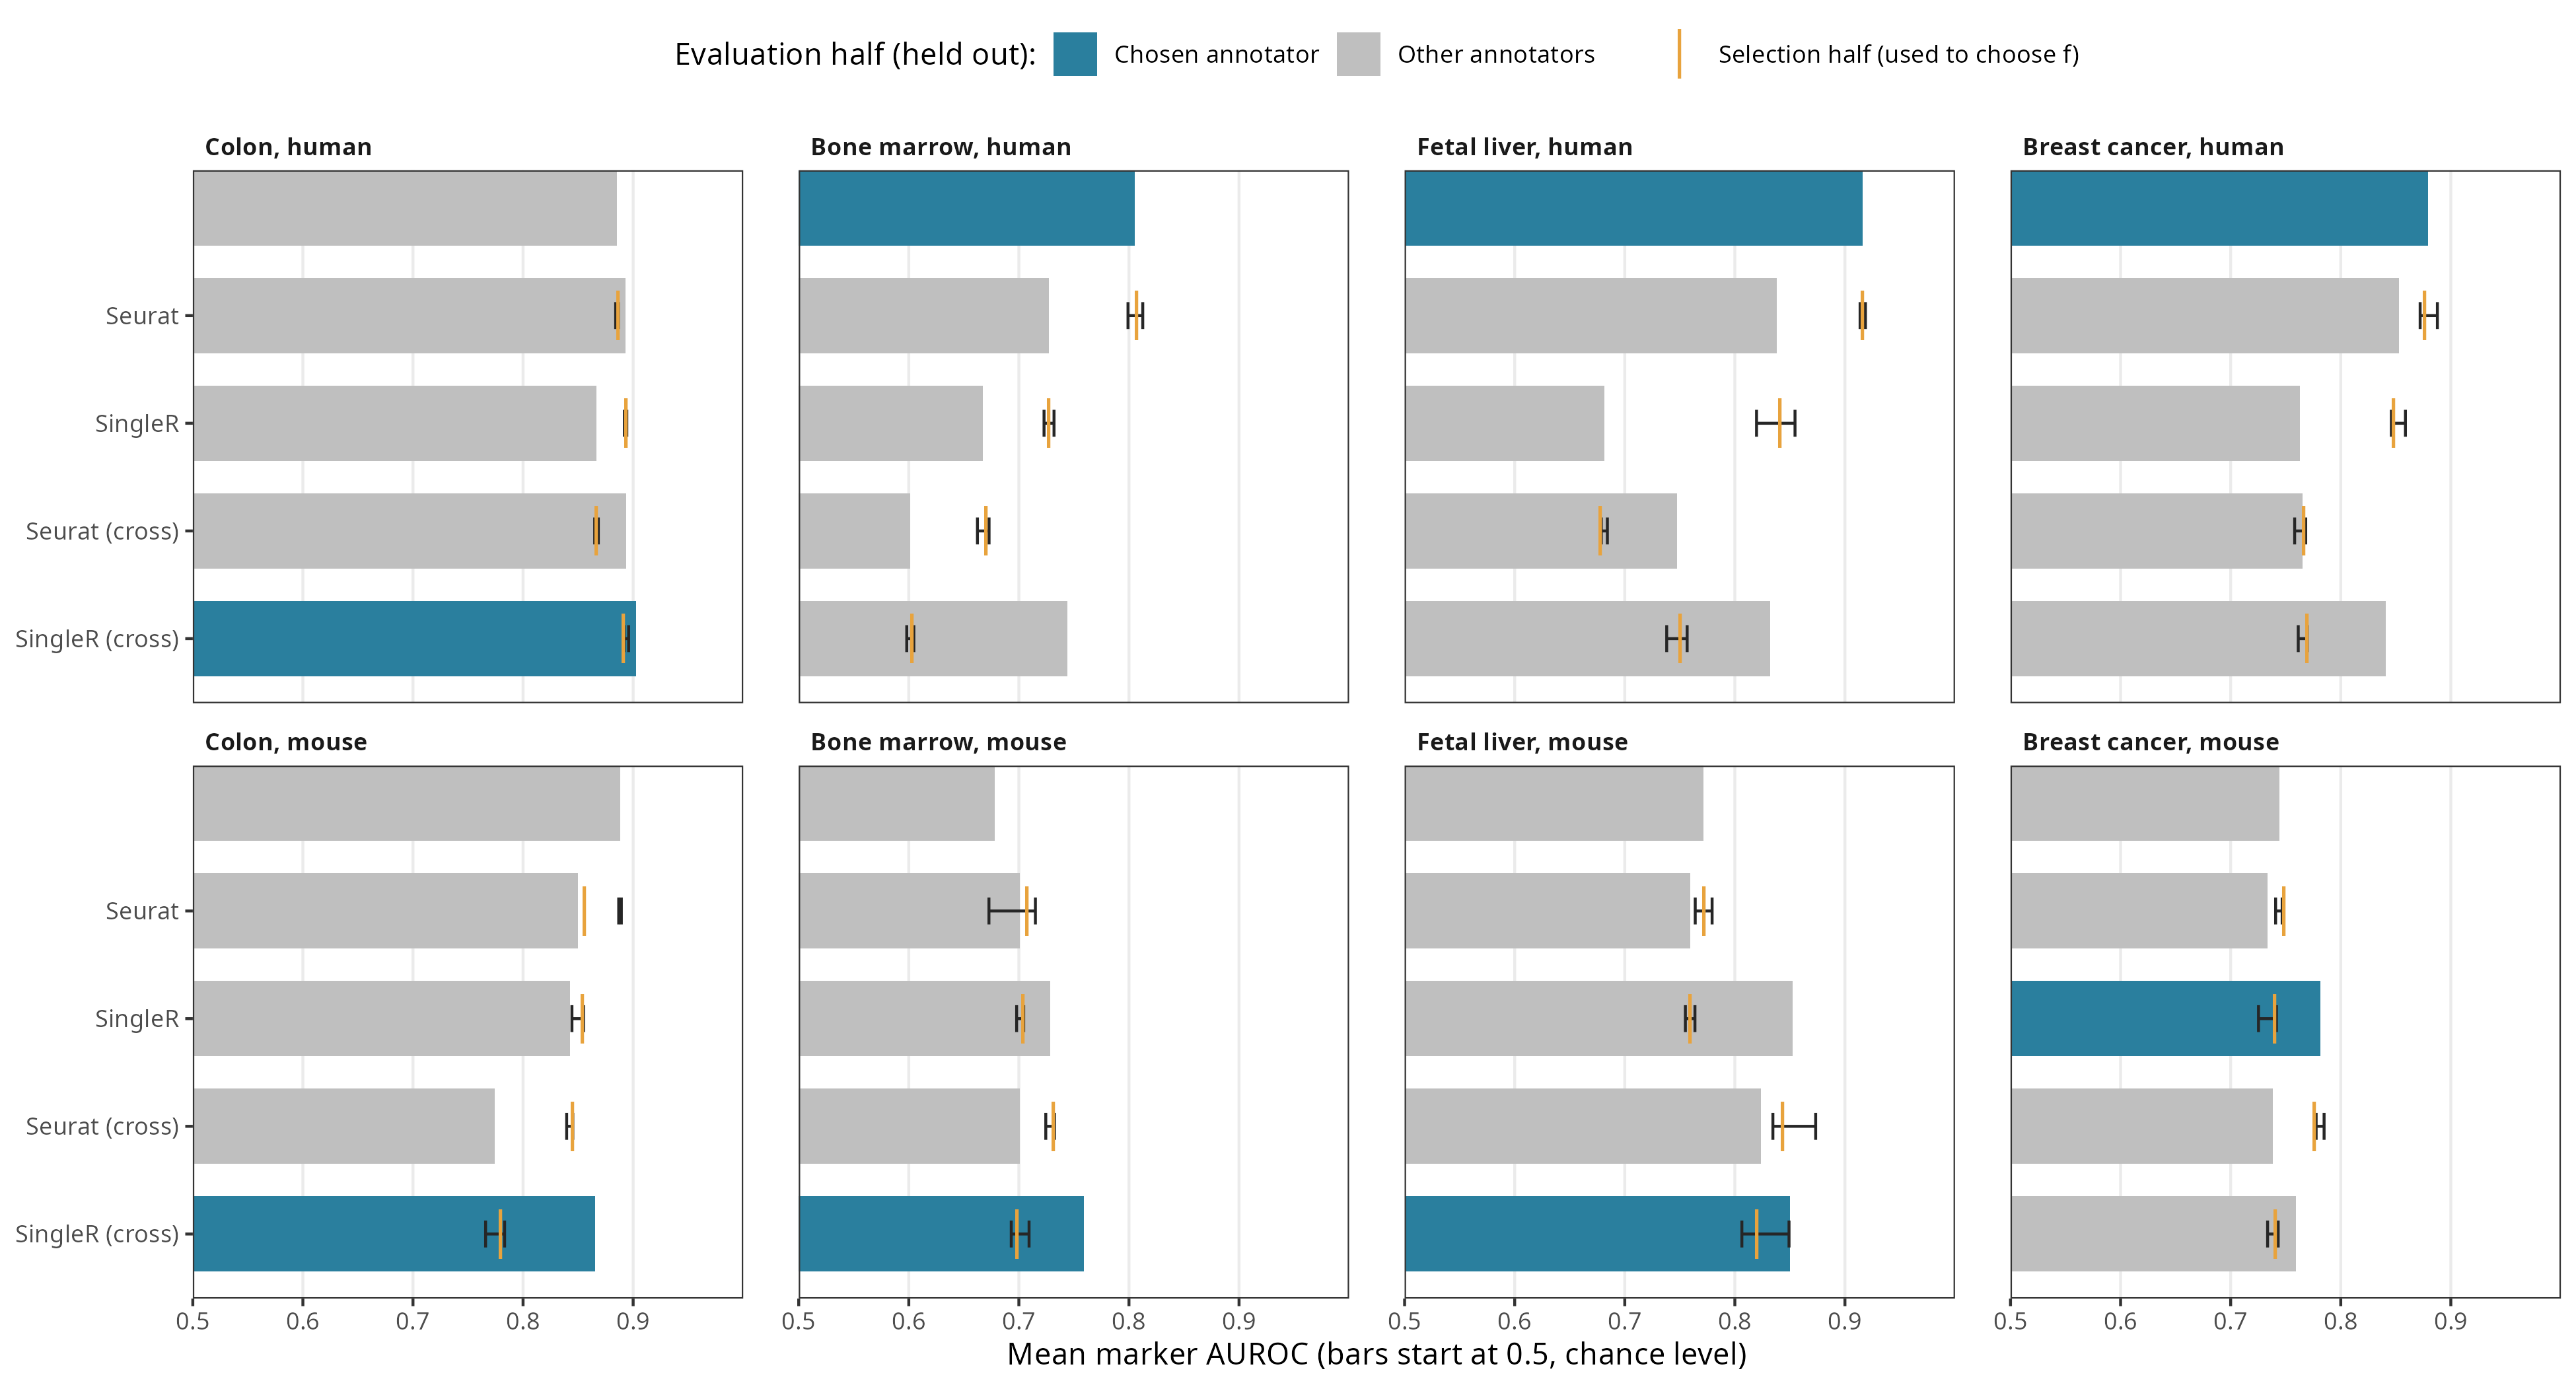 Evaluation half (held out): Chosen annotator Other annotators Selection half (used to choose f)
Colon, human Bone marrow, human Fetal liver, human Breast cancer, human
Seurat
SingleR
Seurat (cross)
SingleR (cross)
Colon, mouse Bone marrow, mouse Fetal liver, mouse Breast cancer, mouse
Seurat
SingleR
Seurat (cross)
SingleR (cross)
0.5 0.6 0.7 0.8 0.9 0.5 0.6 0.7 0.8 0.9 0.5 0.6 0.7 0.8 0.9 0.5 0.6 0.7 0.8 0.9
Mean marker AUROC (bars start at 0.5, chance level)